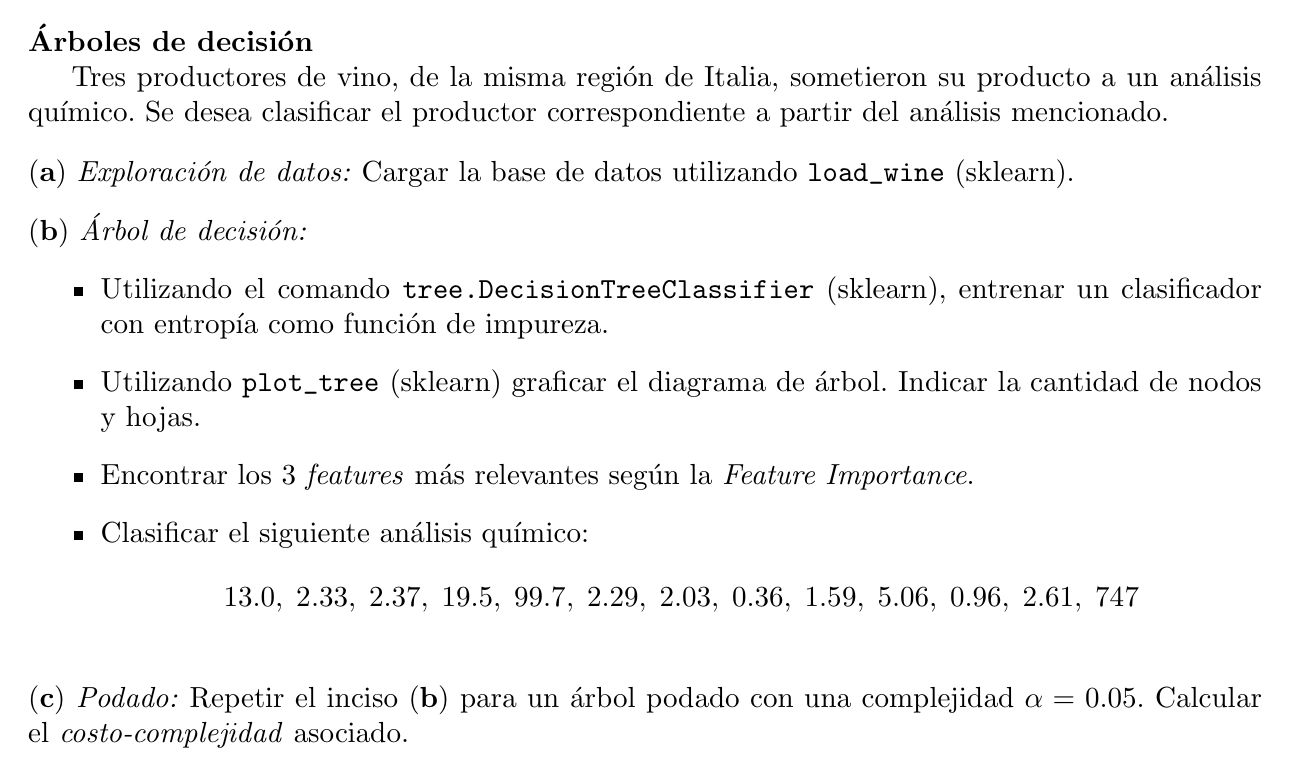 Árboles de decisión
Tres productores de vino, de la misma región de Italia, sometieron su producto a un análisis
químico. Se desea clasificar el productor correspondiente a partir del análisis mencionado.
(a) Exploración de datos: Cargar la base de datos utilizando load_wine (sklearn).
(b) Árbol de decisión:
▪ Utilizando el comando tree.DecisionTreeClassifier (sklearn), entrenar un clasificador
con entropía como función de impureza.
▪ Utilizando plot_tree (sklearn) graficar el diagrama de árbol. Indicar la cantidad de nodos
y hojas.
▪ Encontrar los 3 features más relevantes según la Feature Importance.
▪ Clasificar el siguiente análisis químico:
13.0, 2.33, 2.37, 19.5, 99.7, 2.29, 2.03, 0.36, 1.59, 5.06, 0.96, 2.61, 747
(c) Podado: Repetir el inciso (b) para un árbol podado con una complejidad α = 0.05. Calcular
el costo-complejidad asociado.